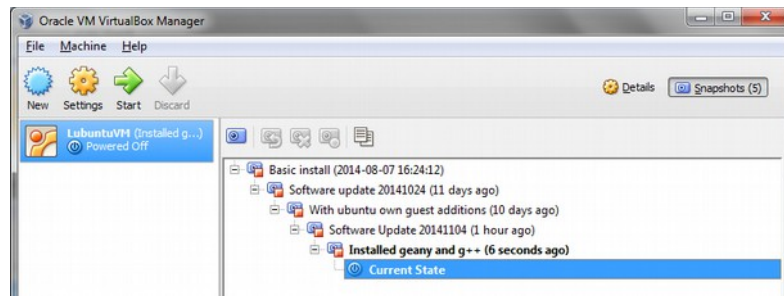 Oracle VM VirtualBox Manager
File Machine Help
New Settings Start Discard
Details Snapshots (5)
LubuntuVM (Installed g...)
Powered Off
Basic install (2014-08-07 16:24:12)
Software update 20141024 (11 days ago)
With ubuntu own guest additions (10 days ago)
Software Update 20141104 (1 hour ago)
Installed geany and g++ (6 seconds ago)
Current State